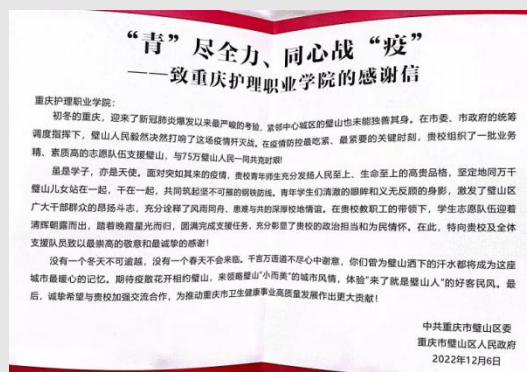 “青”尽全力、同心战“疫”
——致重庆护理职业学院的感谢信
重庆护理职业学院：
初冬的重庆，迎来了新冠肺炎爆发以来最严峻的考验，紧邻中心城区的璧山也未能独善其身。在市委、市政府的统筹
调度指挥下，璧山人民毅然决然打响了这场疫情歼灭战。在疫情防控最吃紧、最紧要的关键时刻，贵校组织了一批业务
精、素质高的志愿队伍支援璧山，与75万璧山人民一同共克时艰!
虽是学子，亦是天使。面对突如其来的疫情，贵校青年师生充分发扬人民至上、生命至上的高贵品格，坚定地同万千
璧山儿女站在一起，干在一起，共同筑起坚不可摧的钢铁防线。青年学生们清澈的眼眸和义无反顾的身影，激发了璧山区
广大干部群众的昂扬斗志，充分诠释了风雨同舟、患难与共的深厚校地情谊。在贵校教职工的带领下，学生志愿队伍迎着
清辉朝露而出，踏着晚霞星光而归，圆满完成支援任务，充分彰显了贵校的政治担当和为民情怀。在此，特向贵校及全体
支援队员致以最崇高的敬意和最诚挚的感谢!
没有一个冬天不可逾越，没有一个春天不会来临。千言万语道不尽心中谢意，你们曾为璧山洒下的汗水都将成为这座
城市最暖心的记忆。期待疫散花开相约璧山，来领略璧山“小而美”的城市风情，体验“来了就是璧山人”的好客民风。最
后，诚挚希望与贵校加强交流合作，为推动重庆市卫生健康事业高质量发展作出更大贡献！
中共重庆市璧山区委
重庆市璧山区人民政府
2022年12月6日